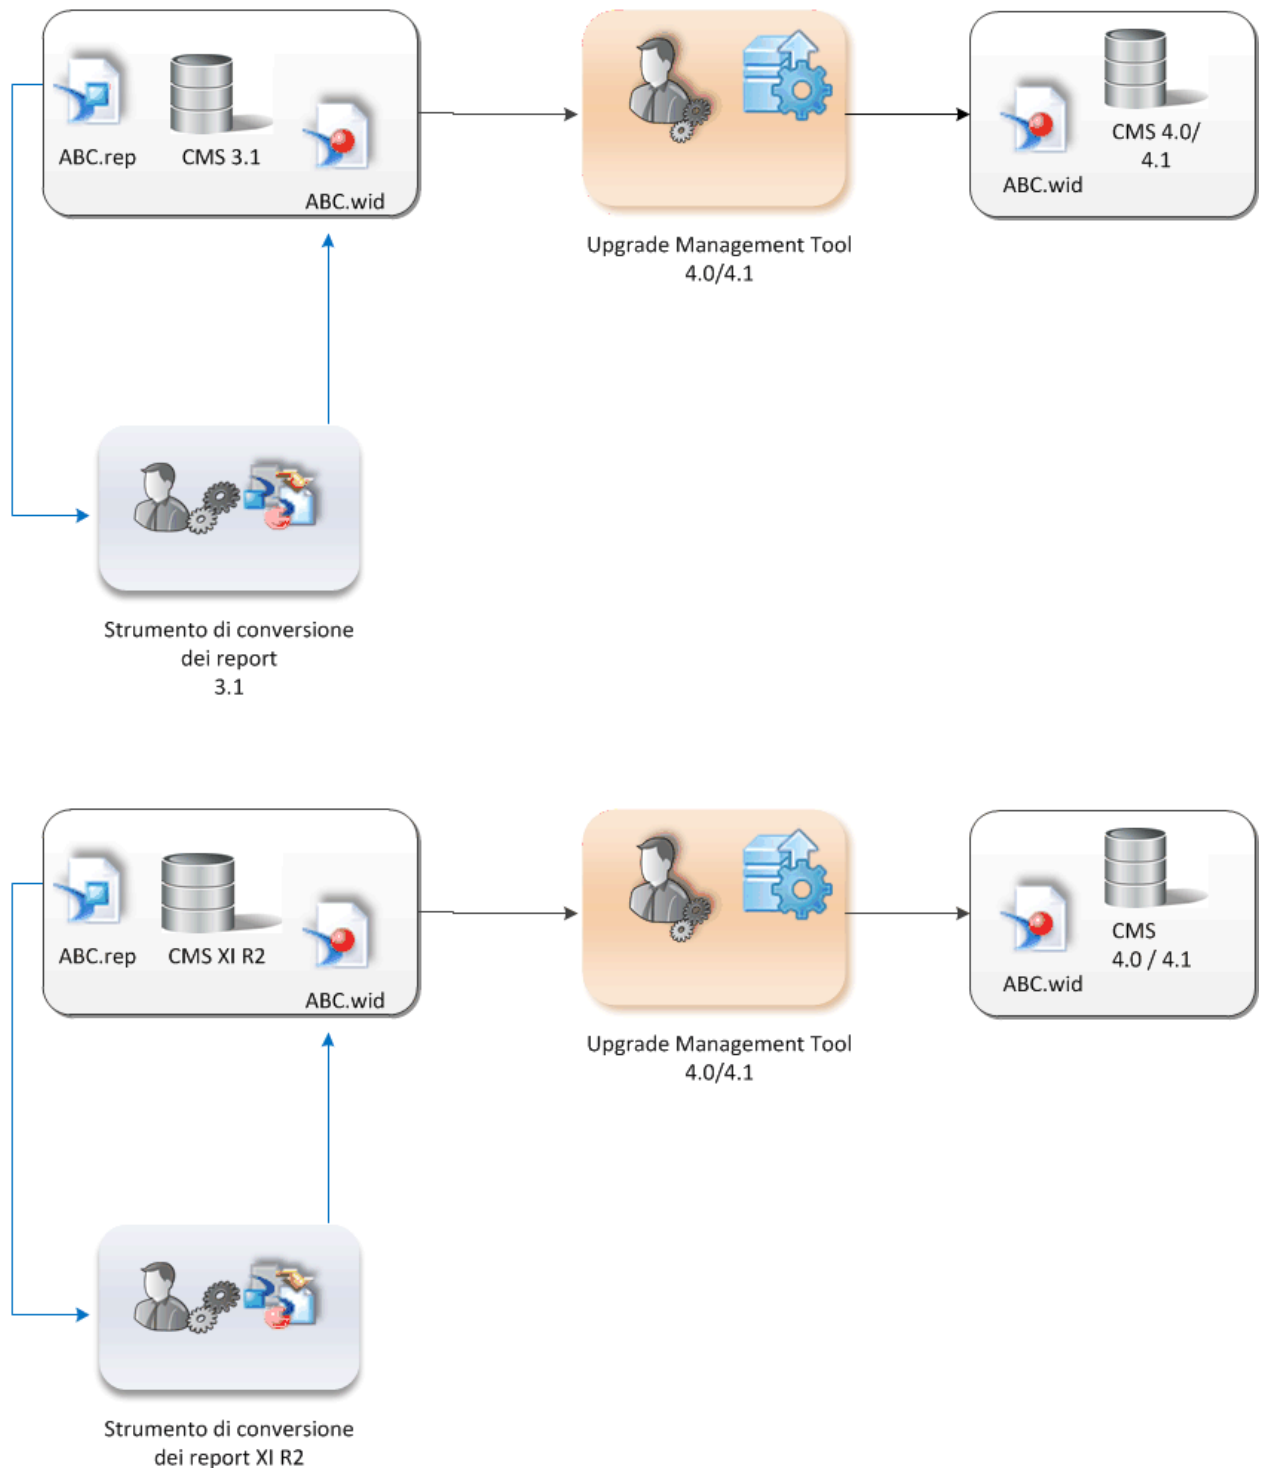 ABC.rep
CMS 3.1
ABC.wid
Upgrade Management Tool
4.0/4.1
ABC.wid
CMS 4.0/
4.1
Strumento di conversione
dei report
3.1
ABC.rep
CMS XI R2
ABC.wid
Upgrade Management Tool
4.0/4.1
ABC.wid
CMS
4.0 / 4.1
Strumento di conversione
dei report XI R2